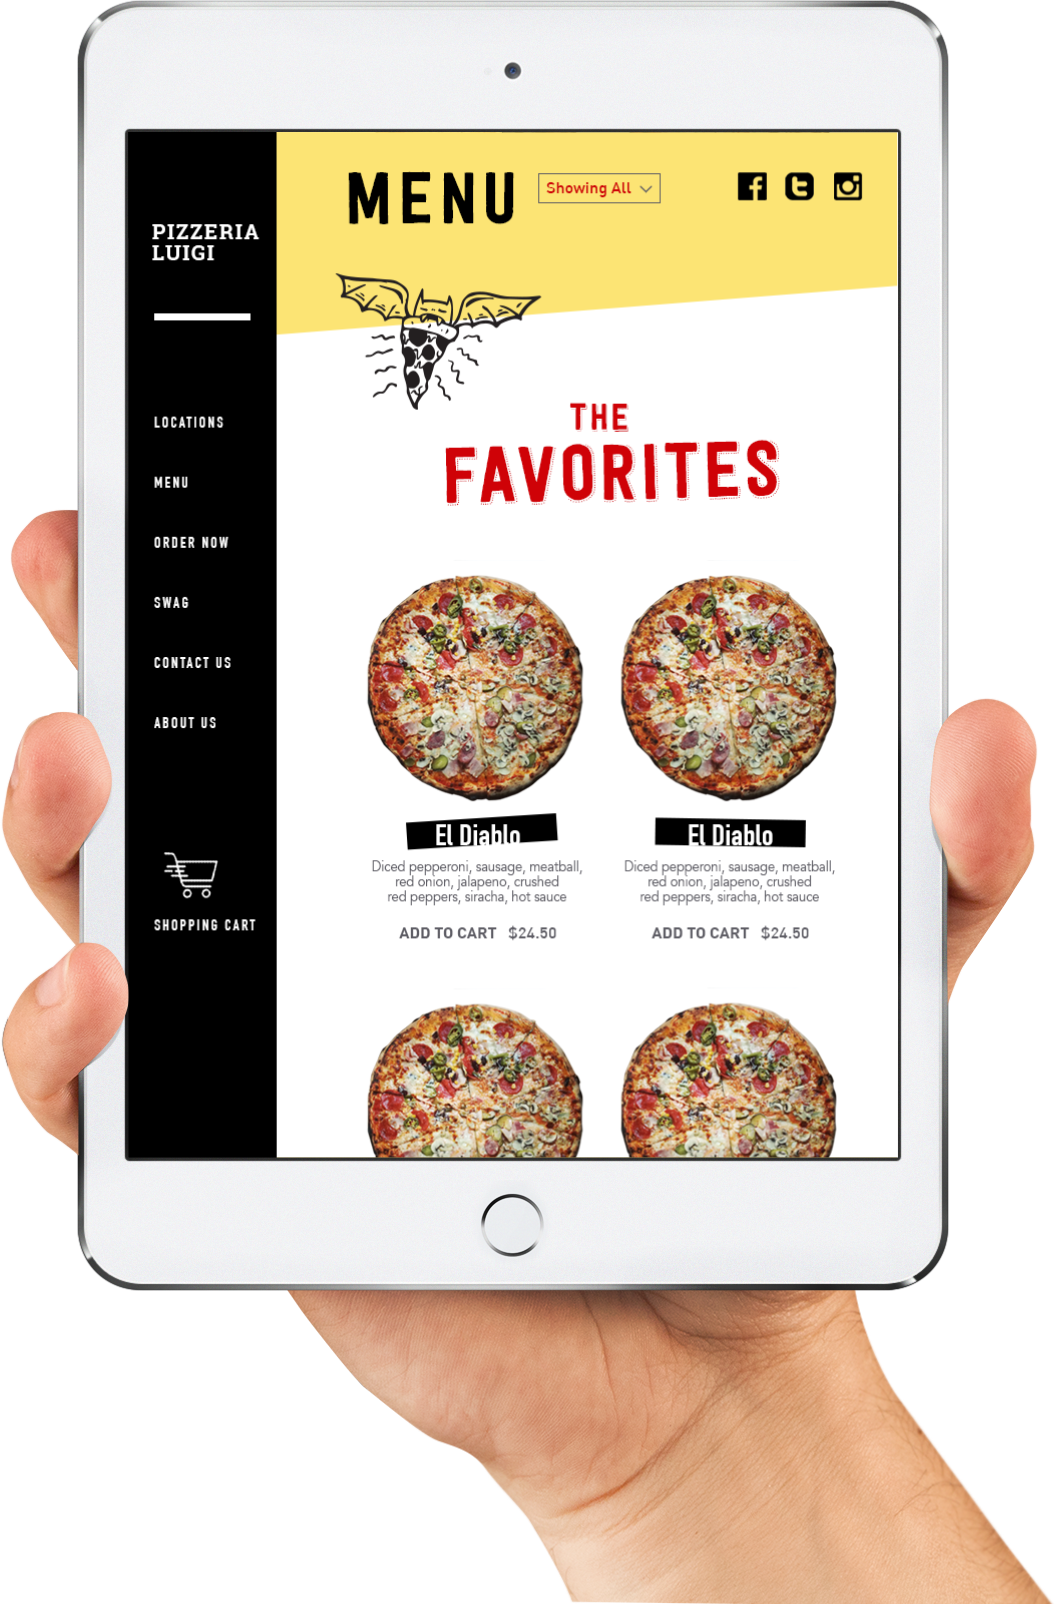 PIZZERIA
LUIGI
LOCATIONS
MENU
ORDER NOW
SWAG
CONTACT US
ABOUT US
SHOPPING CART
MENU
Showing All
THE
FAVORITES
El Diablo
Diced pepperoni, sausage, meatball,
red onion, jalapeno, crushed
red peppers, siracha, hot sauce
ADD TO CART $24.50
El Diablo
Diced pepperoni, sausage, meatball,
red onion, jalapeno, crushed
red peppers, siracha, hot sauce
ADD TO CART $24.50